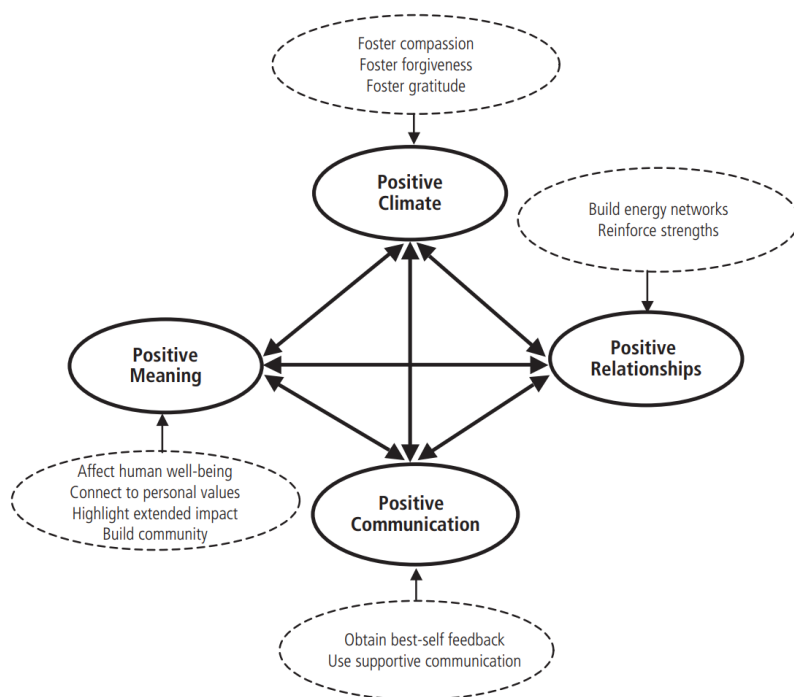 Foster compassion
Foster forgiveness
Foster gratitude
Positive
Climate
Build energy networks
Reinforce strengths
Positive
Meaning
Positive
Relationships
Affect human well-being
Connect to personal values
Highlight extended impact
Build community
Positive
Communication
Obtain best-self feedback
Use supportive communication